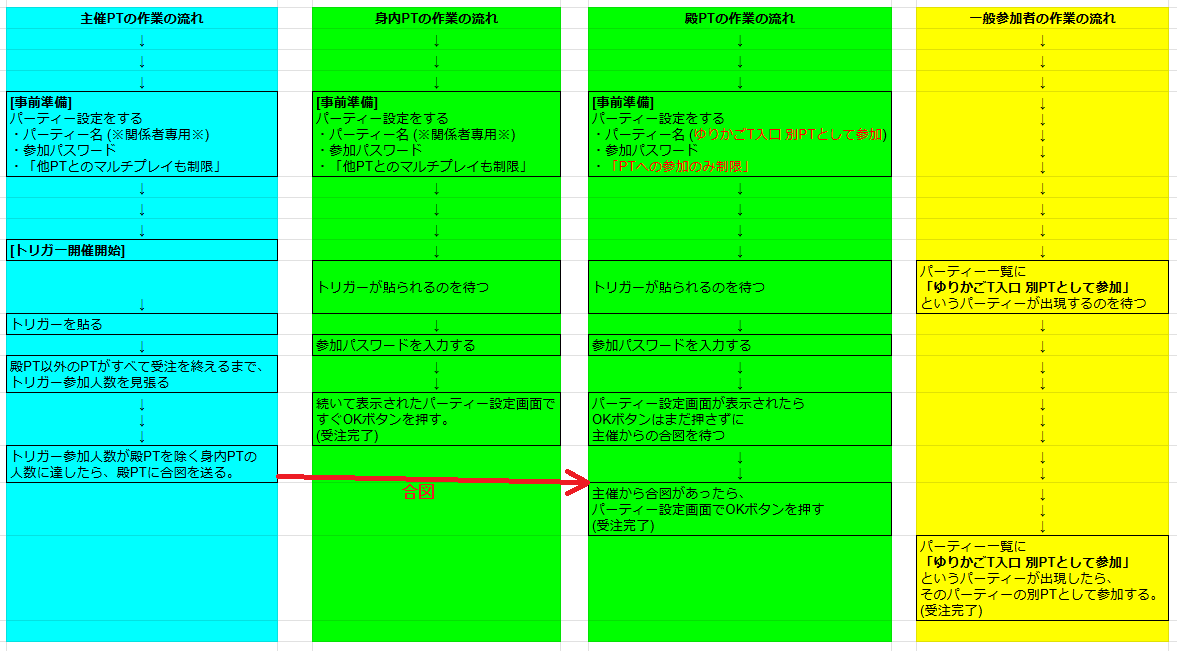 主催PTの作業の流れ
↓
↓
↓
[事前準備]
パーティー設定をする
・パーティー名 (※関係者専用※)
・参加パスワード
・「他PTとのマルチプレイも制限」
↓
↓
↓
[トリガー開催開始]
↓
トリガーを貼る
↓
殿PT以外のPTがすべて受注を終えるまで、
トリガー参加人数を見張る
↓
↓
↓
トリガー参加人数が殿PTを除く身内PTの
人数に達したら、殿PTに合図を送る。
合図
身内PTの作業の流れ
↓
↓
↓
[事前準備]
パーティー設定をする
・パーティー名 (※関係者専用※)
・参加パスワード
・「他PTとのマルチプレイも制限」
↓
↓
↓
↓
トリガーが貼られるのを待つ
↓
参加パスワードを入力する
↓
↓
続いて表示されたパーティー設定画面で
すぐOKボタンを押す。
(受注完了)
殿PTの作業の流れ
↓
↓
↓
[事前準備]
パーティー設定をする
・パーティー名 (ゆりかごT入口 別PTとして参加)
・参加パスワード
・「PTへの参加のみ制限」
↓
↓
↓
↓
トリガーが貼られるのを待つ
↓
参加パスワードを入力する
↓
↓
パーティー設定画面が表示されたら
OKボタンはまだ押さずに
主催からの合図を待つ
↓
↓
主催から合図があったら、
パーティー設定画面でOKボタンを押す
(受注完了)
一般参加者の作業の流れ
↓
↓
↓
↓
↓
↓
↓
↓
↓
↓
↓
↓
パーティー一覧に
「ゆりかごT入口 別PTとして参加」
というパーティーが出現するのを待つ
↓
↓
↓
↓
↓
↓
↓
↓
↓
↓
↓
↓
パーティー一覧に
「ゆりかごT入口 別PTとして参加」
というパーティーが出現したら、
そのパーティーの別PTとして参加する。
(受注完了)